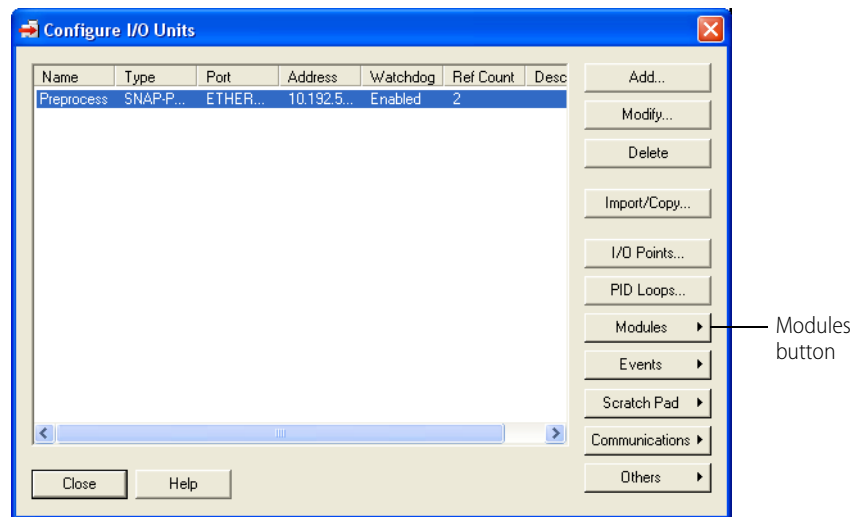 Configure I/O Units
Name Type Port Address Watchdog Ref Count Desc
Preprocess SNAP-P... ETHER... 10.192.5... Enabled 2
Add...
Modify...
Delete
Import/Copy...
I/O Points...
PID Loops...
Modules
Events
Scratch Pad
Communications
Others
Close Help
Modules
button